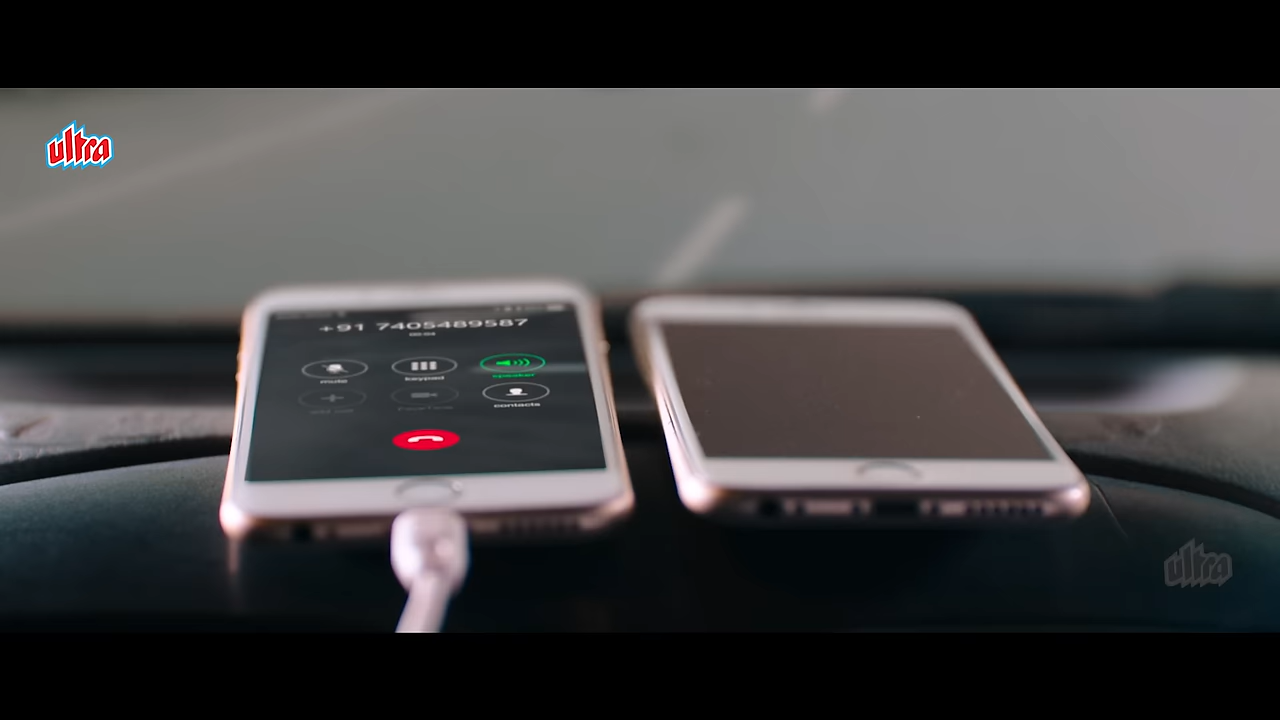 ultra
+91 7405489587
mute
keypad
speaker
contacts
ultra